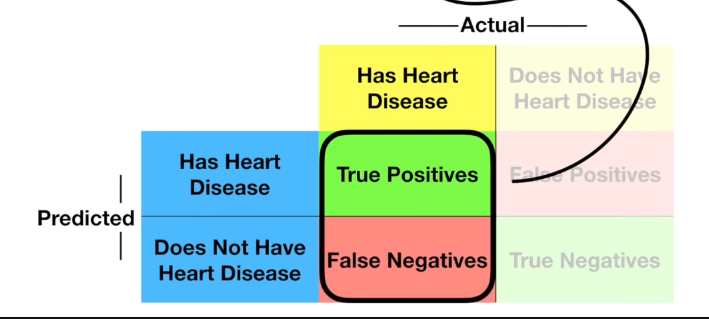 Actual
Has Heart
Disease
Does Not Have
Heart Disease
Has Heart
Disease
True Positives
False Positives
Predicted
Does Not Have
Heart Disease
False Negatives
True Negatives